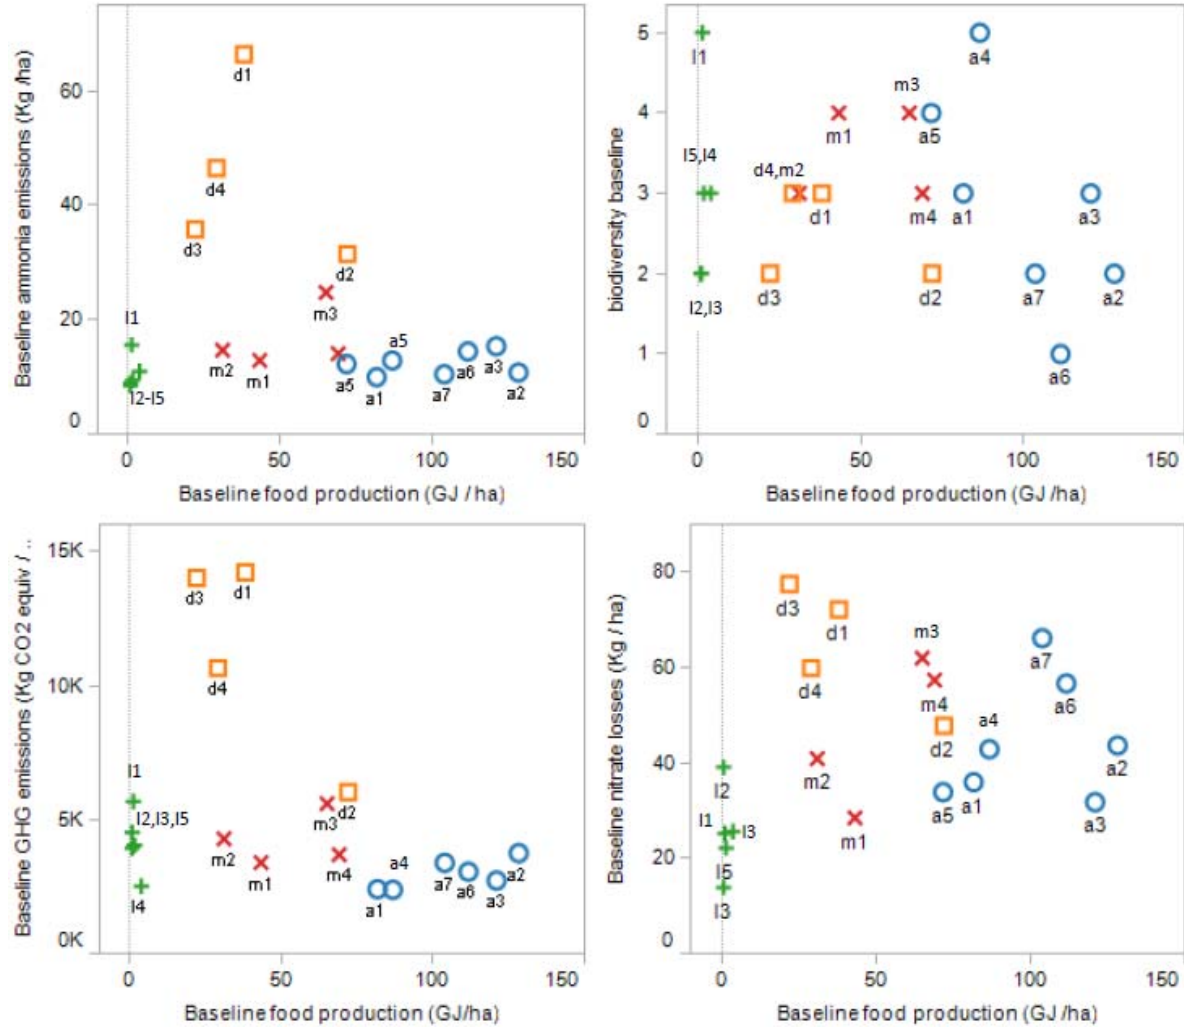 Baseline ammonia emissions (Kg /ha)
60
40
20
0
d1
d4
d3
d2
m3
l1
m2
m1
a5
a5
a1
a7
a6
a3
a2
l2-l5
0
50
100
150
Baseline food production (GJ / ha)
biodiversity baseline
5
4
3
2
1
0
l1
a4
m3
m1
a5
l5,l4
d4,m2
d1
m4
a1
a3
l2,l3
d3
d2
a7
a2
a6
0
50
100
150
Baseline food production (GJ /ha)
Baseline GHG emissions (Kg CO2 equiv / ..
15K
10K
5K
0K
d3
d1
d4
l1
l2,l3,l5
l4
m2
m1
m3
d2
m4
a4
a1
a7
a6
a3
a2
0
50
100
150
Baseline food production (GJ/ha)
Baseline nitrate losses (Kg / ha)
80
60
40
20
0
d3
d1
d4
m3
m4
a7
a6
d2
a4
a2
m2
l2
a5
a1
a3
l1
l3
m1
l5
l3
0
50
100
150
Baseline food production (GJ /ha)